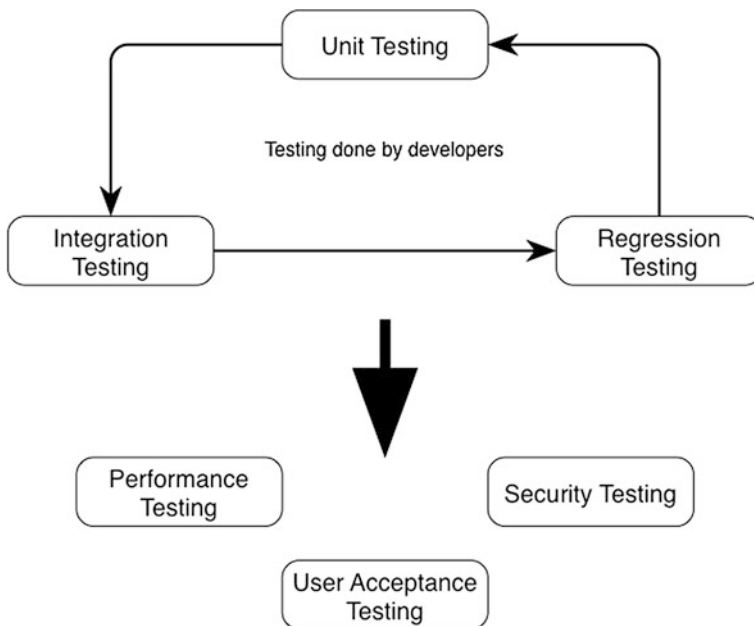 Unit Testing
Testing done by developers
Integration
Testing
Regression
Testing
Performance
Testing
Security Testing
User Acceptance
Testing